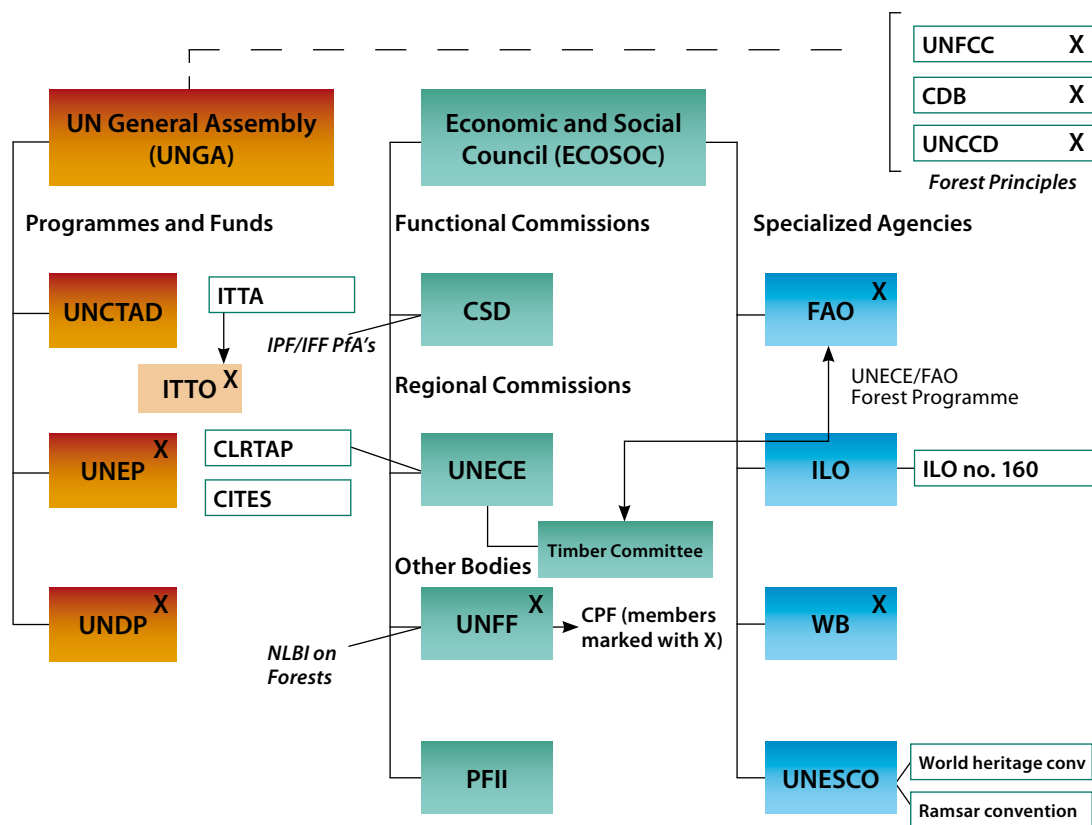 UN General Assembly
(UNGA)
Economic and Social
Council (ECOSOC)
UNFCC X
CDB X
UNCCD X
Forest Principles
Programmes and Funds
Functional Commissions
Specialized Agencies
UNCTAD
ITTA
ITTO X
IPF/IFF PfA's
CSD
FAO X
UNECE/FAO
Forest Programme
Regional Commissions
UNEP X
CLRTAP
CITES
UNECE
ILO
ILO no. 160
Timber Committee
Other Bodies
UNDP X
NLBI on
Forests
UNFF X
CPF (members
marked with X)
WB X
PFII
UNESCO
World heritage conv
Ramsar convention